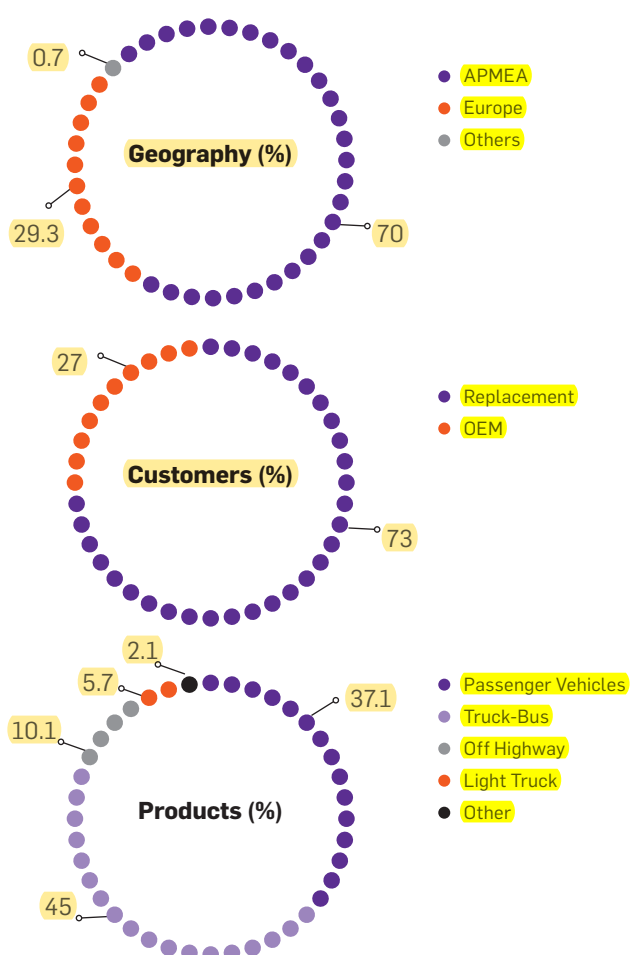 0.7
APMEA
Europe
Others
Geography (%)
29.3
70
27
Replacement
OEM
Customers (%)
73
2.1
5.7
37.1
Passenger Vehicles
Truck-Bus
10.1
Off Highway
Light Truck
Other
Products (%)
45